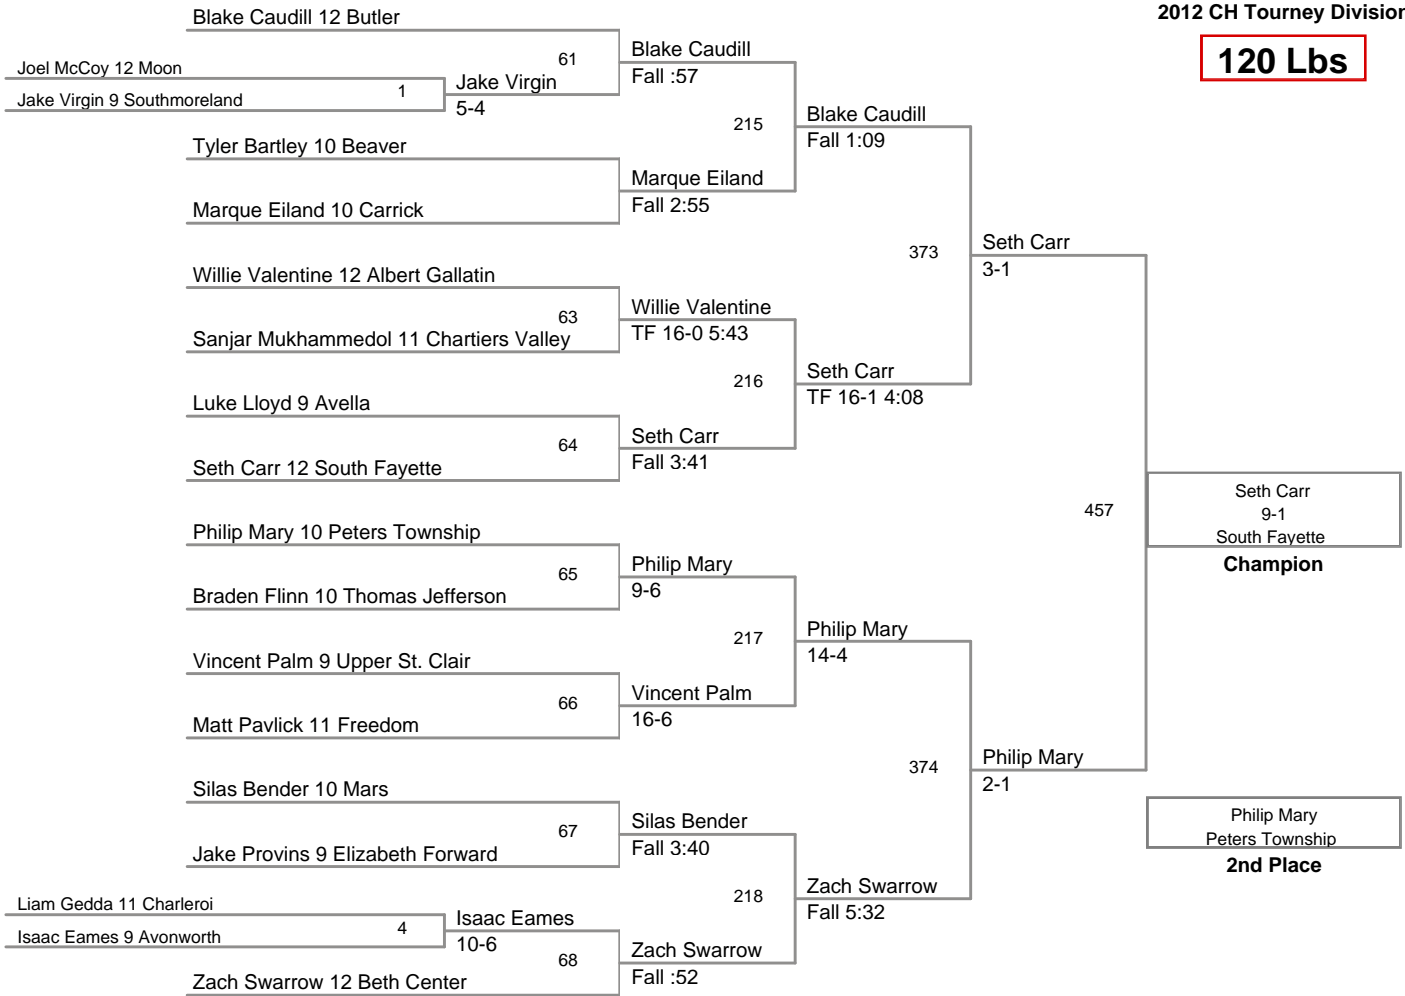 2012 CH Tourney Division
120 Lbs
Blake Caudill 12 Butler
Joel McCoy 12 Moon
Jake Virgin 9 Southmoreland
1
Jake Virgin
5-4
61
Blake Caudill
Fall :57
Tyler Bartley 10 Beaver
Marque Eiland 10 Carrick
Marque Eiland
Fall 2:55
215
Blake Caudill
Fall 1:09
Willie Valentine 12 Albert Gallatin
Sanjar Mukhammedol 11 Chartiers Valley
63
Willie Valentine
TF 16-0 5:43
Luke Lloyd 9 Avella
Seth Carr 12 South Fayette
64
Seth Carr
Fall 3:41
216
Seth Carr
TF 16-1 4:08
373
Seth Carr
3-1
Philip Mary 10 Peters Township
Braden Flinn 10 Thomas Jefferson
65
Philip Mary
9-6
Vincent Palm 9 Upper St. Clair
Matt Pavlick 11 Freedom
66
Vincent Palm
16-6
217
Philip Mary
14-4
Silas Bender 10 Mars
Jake Provins 9 Elizabeth Forward
67
Silas Bender
Fall 3:40
Liam Gedda 11 Charleroi
Isaac Eames 9 Avonworth
4
Isaac Eames
10-6
Zach Swarrow 12 Beth Center
68
Zach Swarrow
Fall :52
218
Zach Swarrow
Fall 5:32
374
Philip Mary
2-1
457
Seth Carr
9-1
South Fayette
Champion
Philip Mary
Peters Township
2nd Place